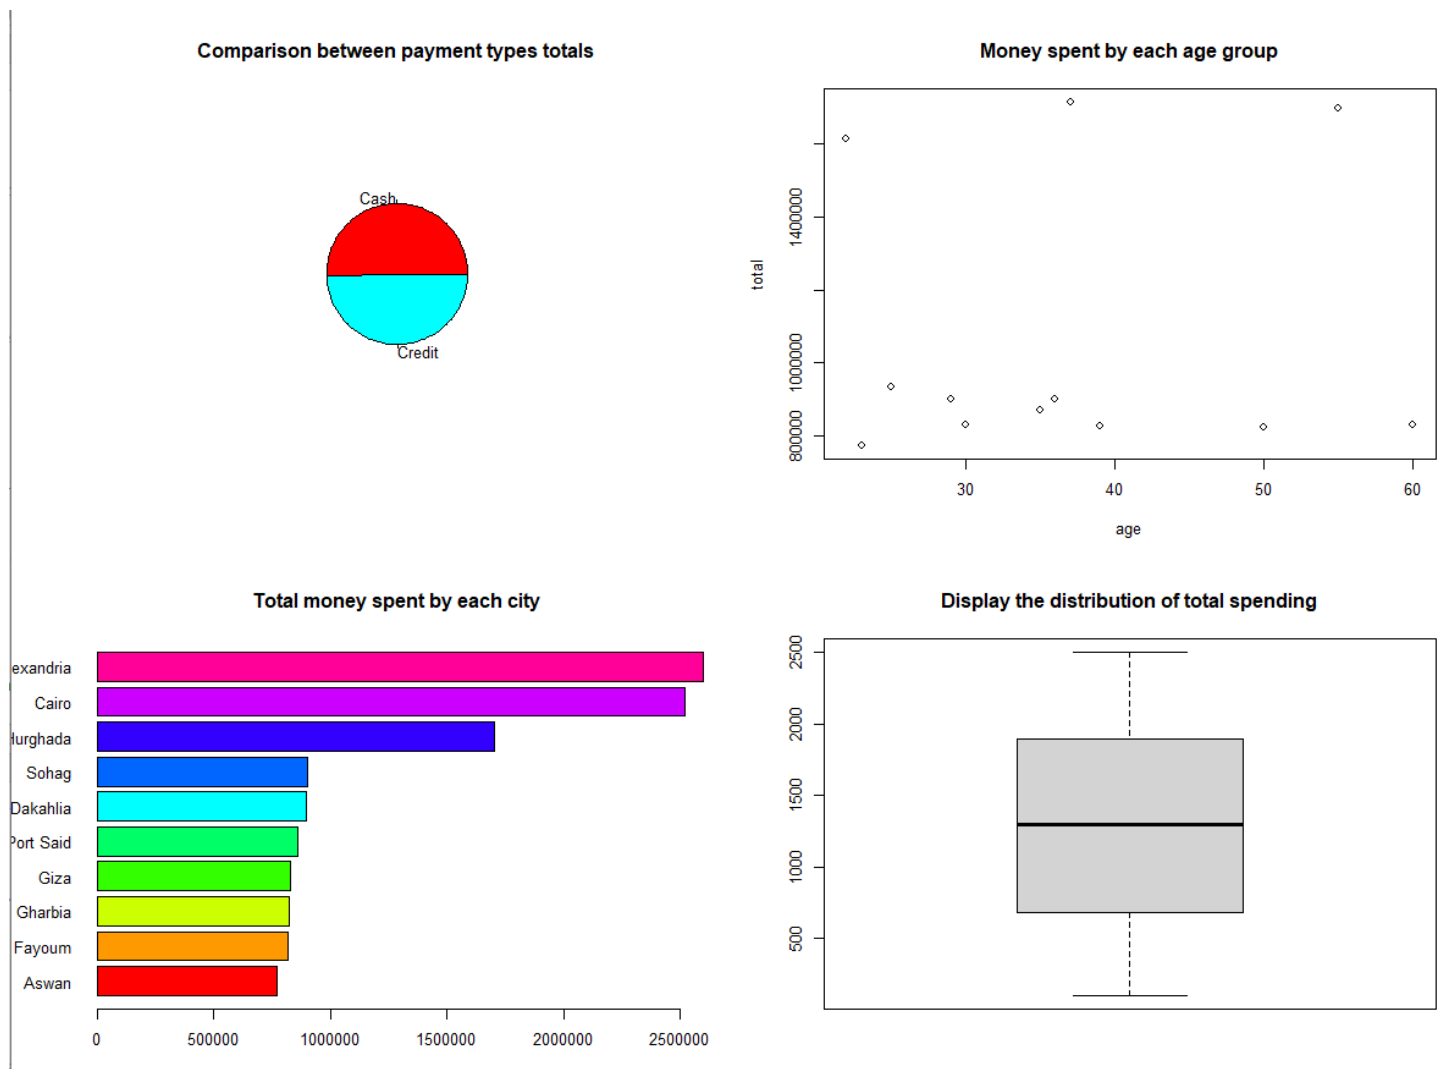 Comparison between payment types totals
Cash
Credit
Money spent by each age group
total
1400000
1000000
800000
30 40 50 60
age
Total money spent by each city
exandria
Cairo
Hurghada
Sohag
Dakahlia
Port Said
Giza
Gharbia
Fayoum
Aswan
0 500000 1000000 1500000 2000000 2500000
Display the distribution of total spending
2500
2000
1500
1000
500